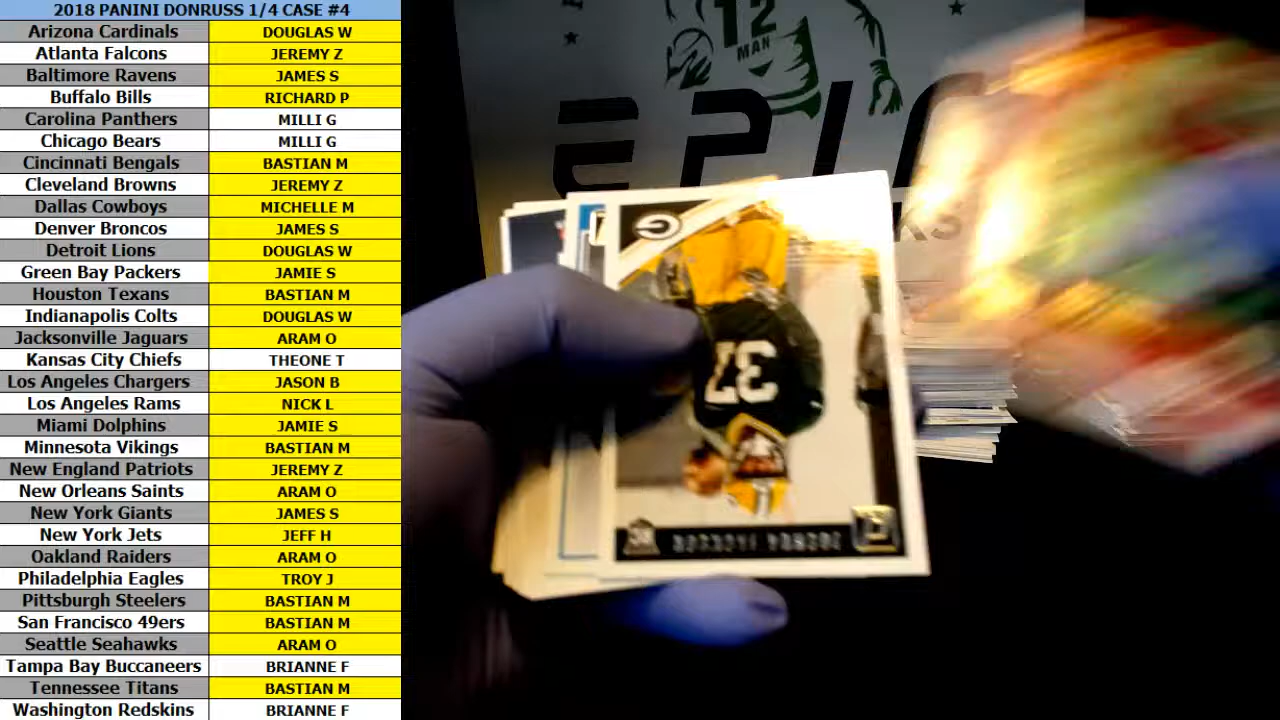 2018 PANINI DONRUSS 1/4 CASE #4
Arizona Cardinals DOUGLAS W
Atlanta Falcons JEREMY Z
Baltimore Ravens JAMES S
Buffalo Bills RICHARD P
Carolina Panthers MILLI G
Chicago Bears MILLI G
Cincinnati Bengals BASTIAN M
Cleveland Browns JEREMY Z
Dallas Cowboys MICHELLE M
Denver Broncos JAMES S
Detroit Lions DOUGLAS W
Green Bay Packers JAMIE S
Houston Texans BASTIAN M
Indianapolis Colts DOUGLAS W
Jacksonville Jaguars ARAM O
Kansas City Chiefs THEONE T
Los Angeles Chargers JASON B
Los Angeles Rams NICK L
Miami Dolphins JAMIE S
Minnesota Vikings BASTIAN M
New England Patriots JEREMY Z
New Orleans Saints ARAM O
New York Giants JAMES S
New York Jets JEFF H
Oakland Raiders ARAM O
Philadelphia Eagles TROY J
Pittsburgh Steelers BASTIAN M
San Francisco 49ers BASTIAN M
Seattle Seahawks ARAM O
Tampa Bay Buccaneers BRIANNE F
Tennessee Titans BASTIAN M
Washington Redskins BRIANNE F
12
MAN
EPIC
G
37